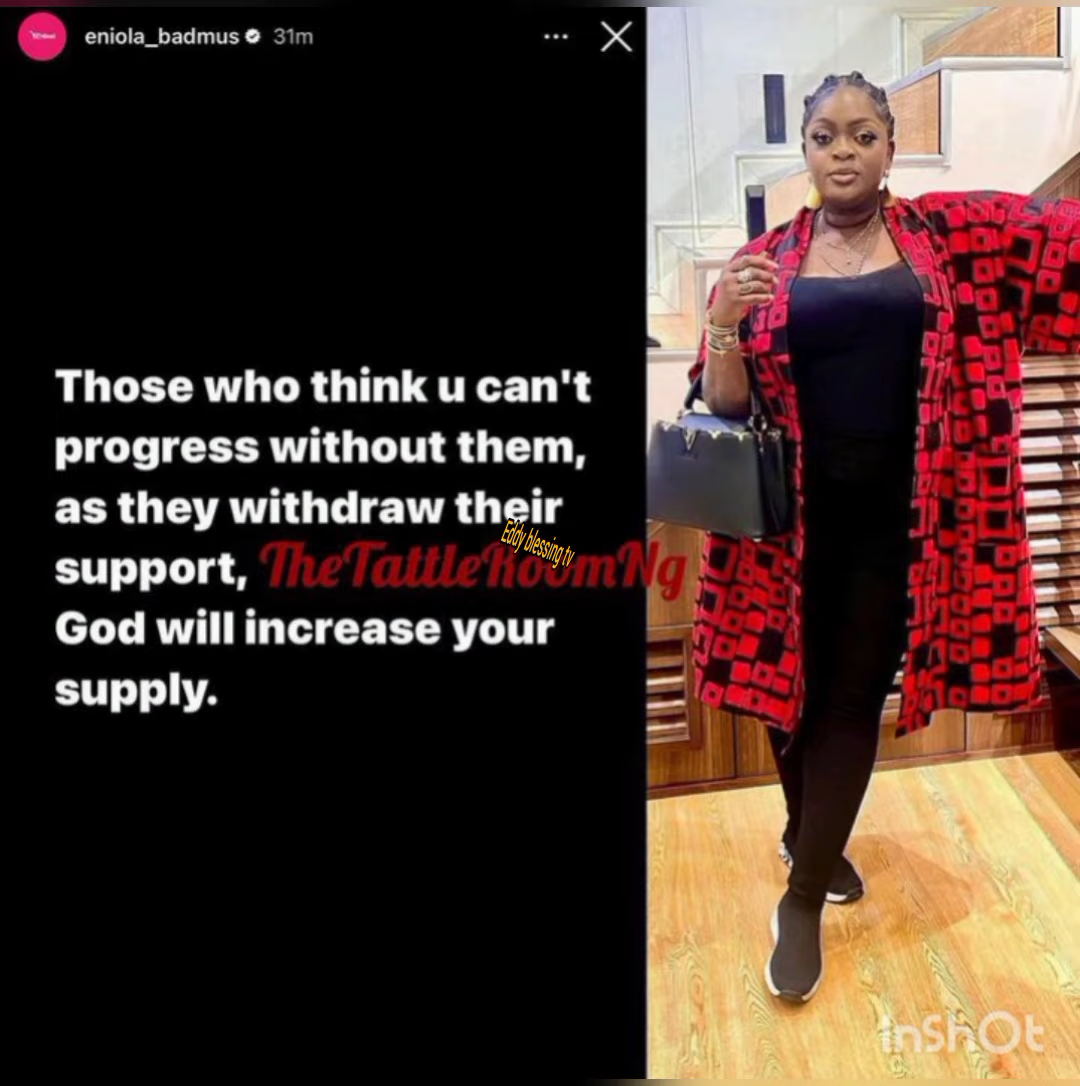 eniola_badmus 31m
Those who think u can't
progress without them,
as they withdraw their
support,
TheTattleRoomNg
Eddy blessing tv
God will increase your
supply.
InShOt